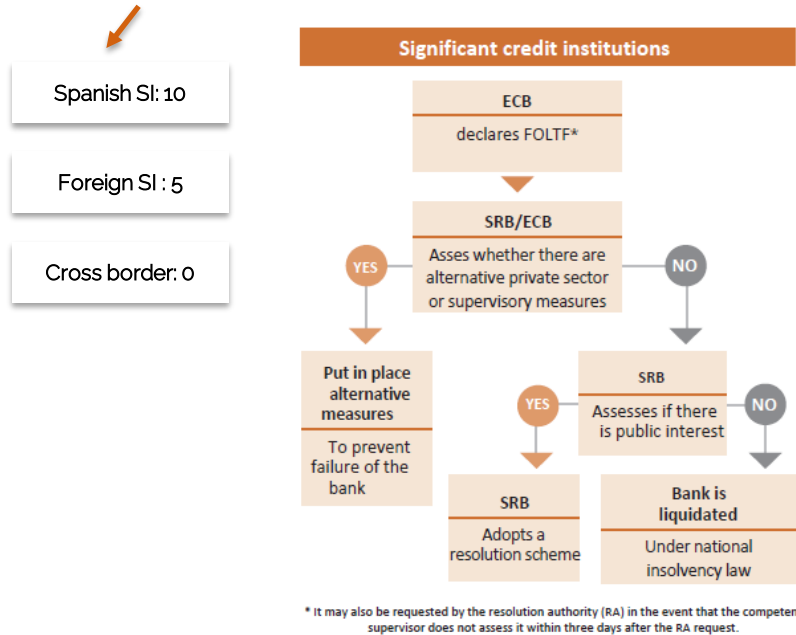 Spanish SI: 10
Foreign SI : 5
Cross border: 0
Significant credit institutions
ECB
declares FOLTF*
SRB/ECB
Asses whether there are
alternative private sector
or supervisory measures
YES
NO
Put in place
alternative
measures
To prevent
failure of the
bank
SRB
Assesses if there
is public interest
YES
NO
SRB
Adopts a
resolution scheme
Bank is
liquidated
Under national
insolvency law
* It may also be requested by the resolution authority (RA) in the event that the competen
supervisor does not assess it within three days after the RA request.